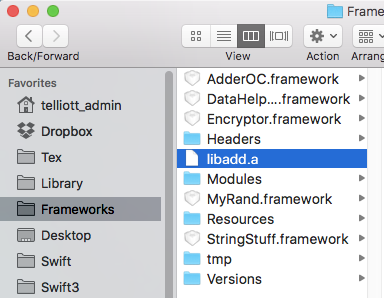 Frame
Back/Forward
View
Action
Arrang
Favorites
telliott_admin
Dropbox
Tex
Library
Frameworks
Desktop
Swift
Swift3
AdderOC.framework
DataHelp....framework
Encryptor.framework
Headers
libadd.a
Modules
MyRand.framework
Resources
StringStuff.framework
tmp
Versions